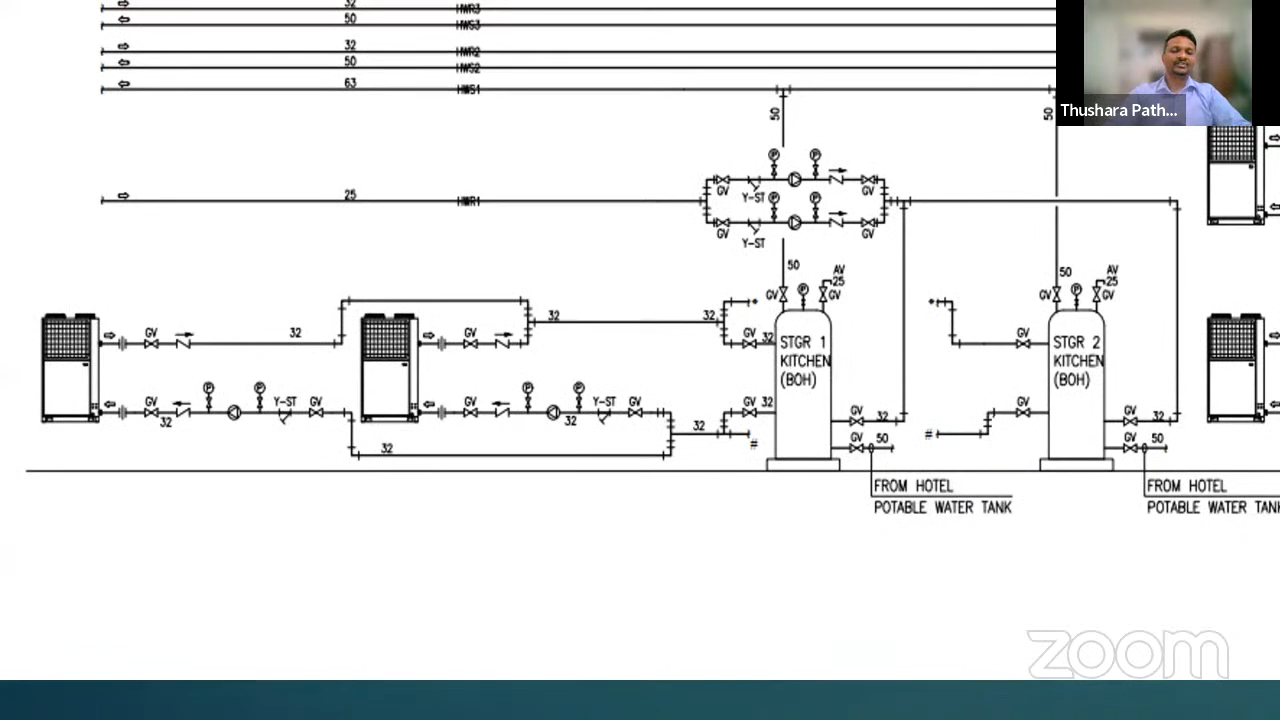 32 HWR3
50 HWS3
32 HWR2
50 HWS2
63 HWS1
50
50
Thushara Path...
25 HWR1
GV Y-ST GV
GV Y-ST GV
P P
P P
50 AV
25
GV P GV
50 AV
25
GV P GV
GV 32
GV 32
32 GV 32
GV
STGR 1
KITCHEN
(BOH)
STGR 2
KITCHEN
(BOH)
P P Y-ST GV
GV 32
P P Y-ST GV
GV 32
GV 32
32
32
#
GV 32
GV 50
GV
#
GV 32
GV 50
FROM HOTEL
POTABLE WATER TANK
FROM HOTEL
POTABLE WATER TANK
zoom